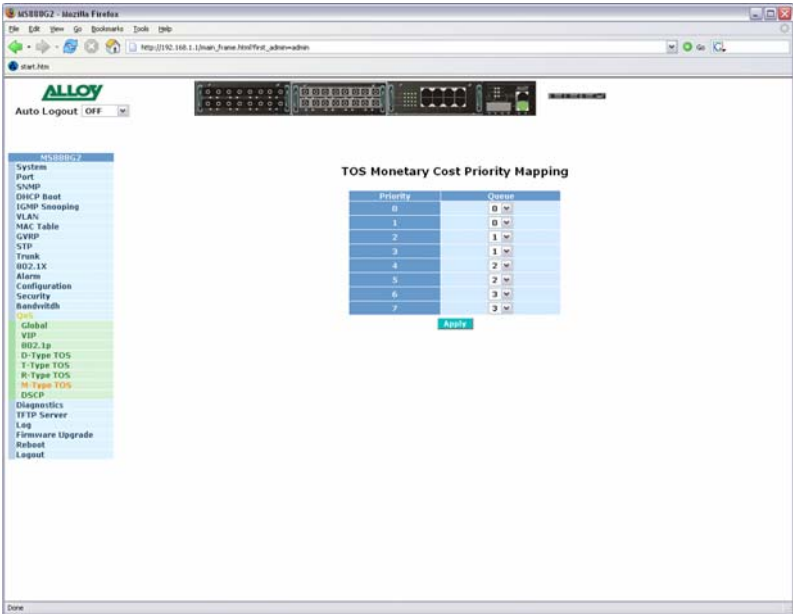 MS888G2 - Mozilla Firefox
File Edit View Go Bookmarks Tools Help
http://192.168.1.1/main_frame.html?first_admin=admin
Go
start.htm
ALLOY
Auto Logout OFF
MS888G2
System
Port
SNMP
DHCP Boot
IGMP Snooping
VLAN
MAC Table
GVRP
STP
Trunk
802.1X
Alarm
Configuration
Security
Bandwitdh
QoS
Global
VIP
802.1p
D-Type TOS
T-Type TOS
R-Type TOS
M-Type TOS
DSCP
Diagnostics
TFTP Server
Log
Firmware Upgrade
Reboot
Logout
TOS Monetary Cost Priority Mapping
Priority Queue
0 0
1 0
2 1
3 1
4 2
5 2
6 3
7 3
Apply
Done